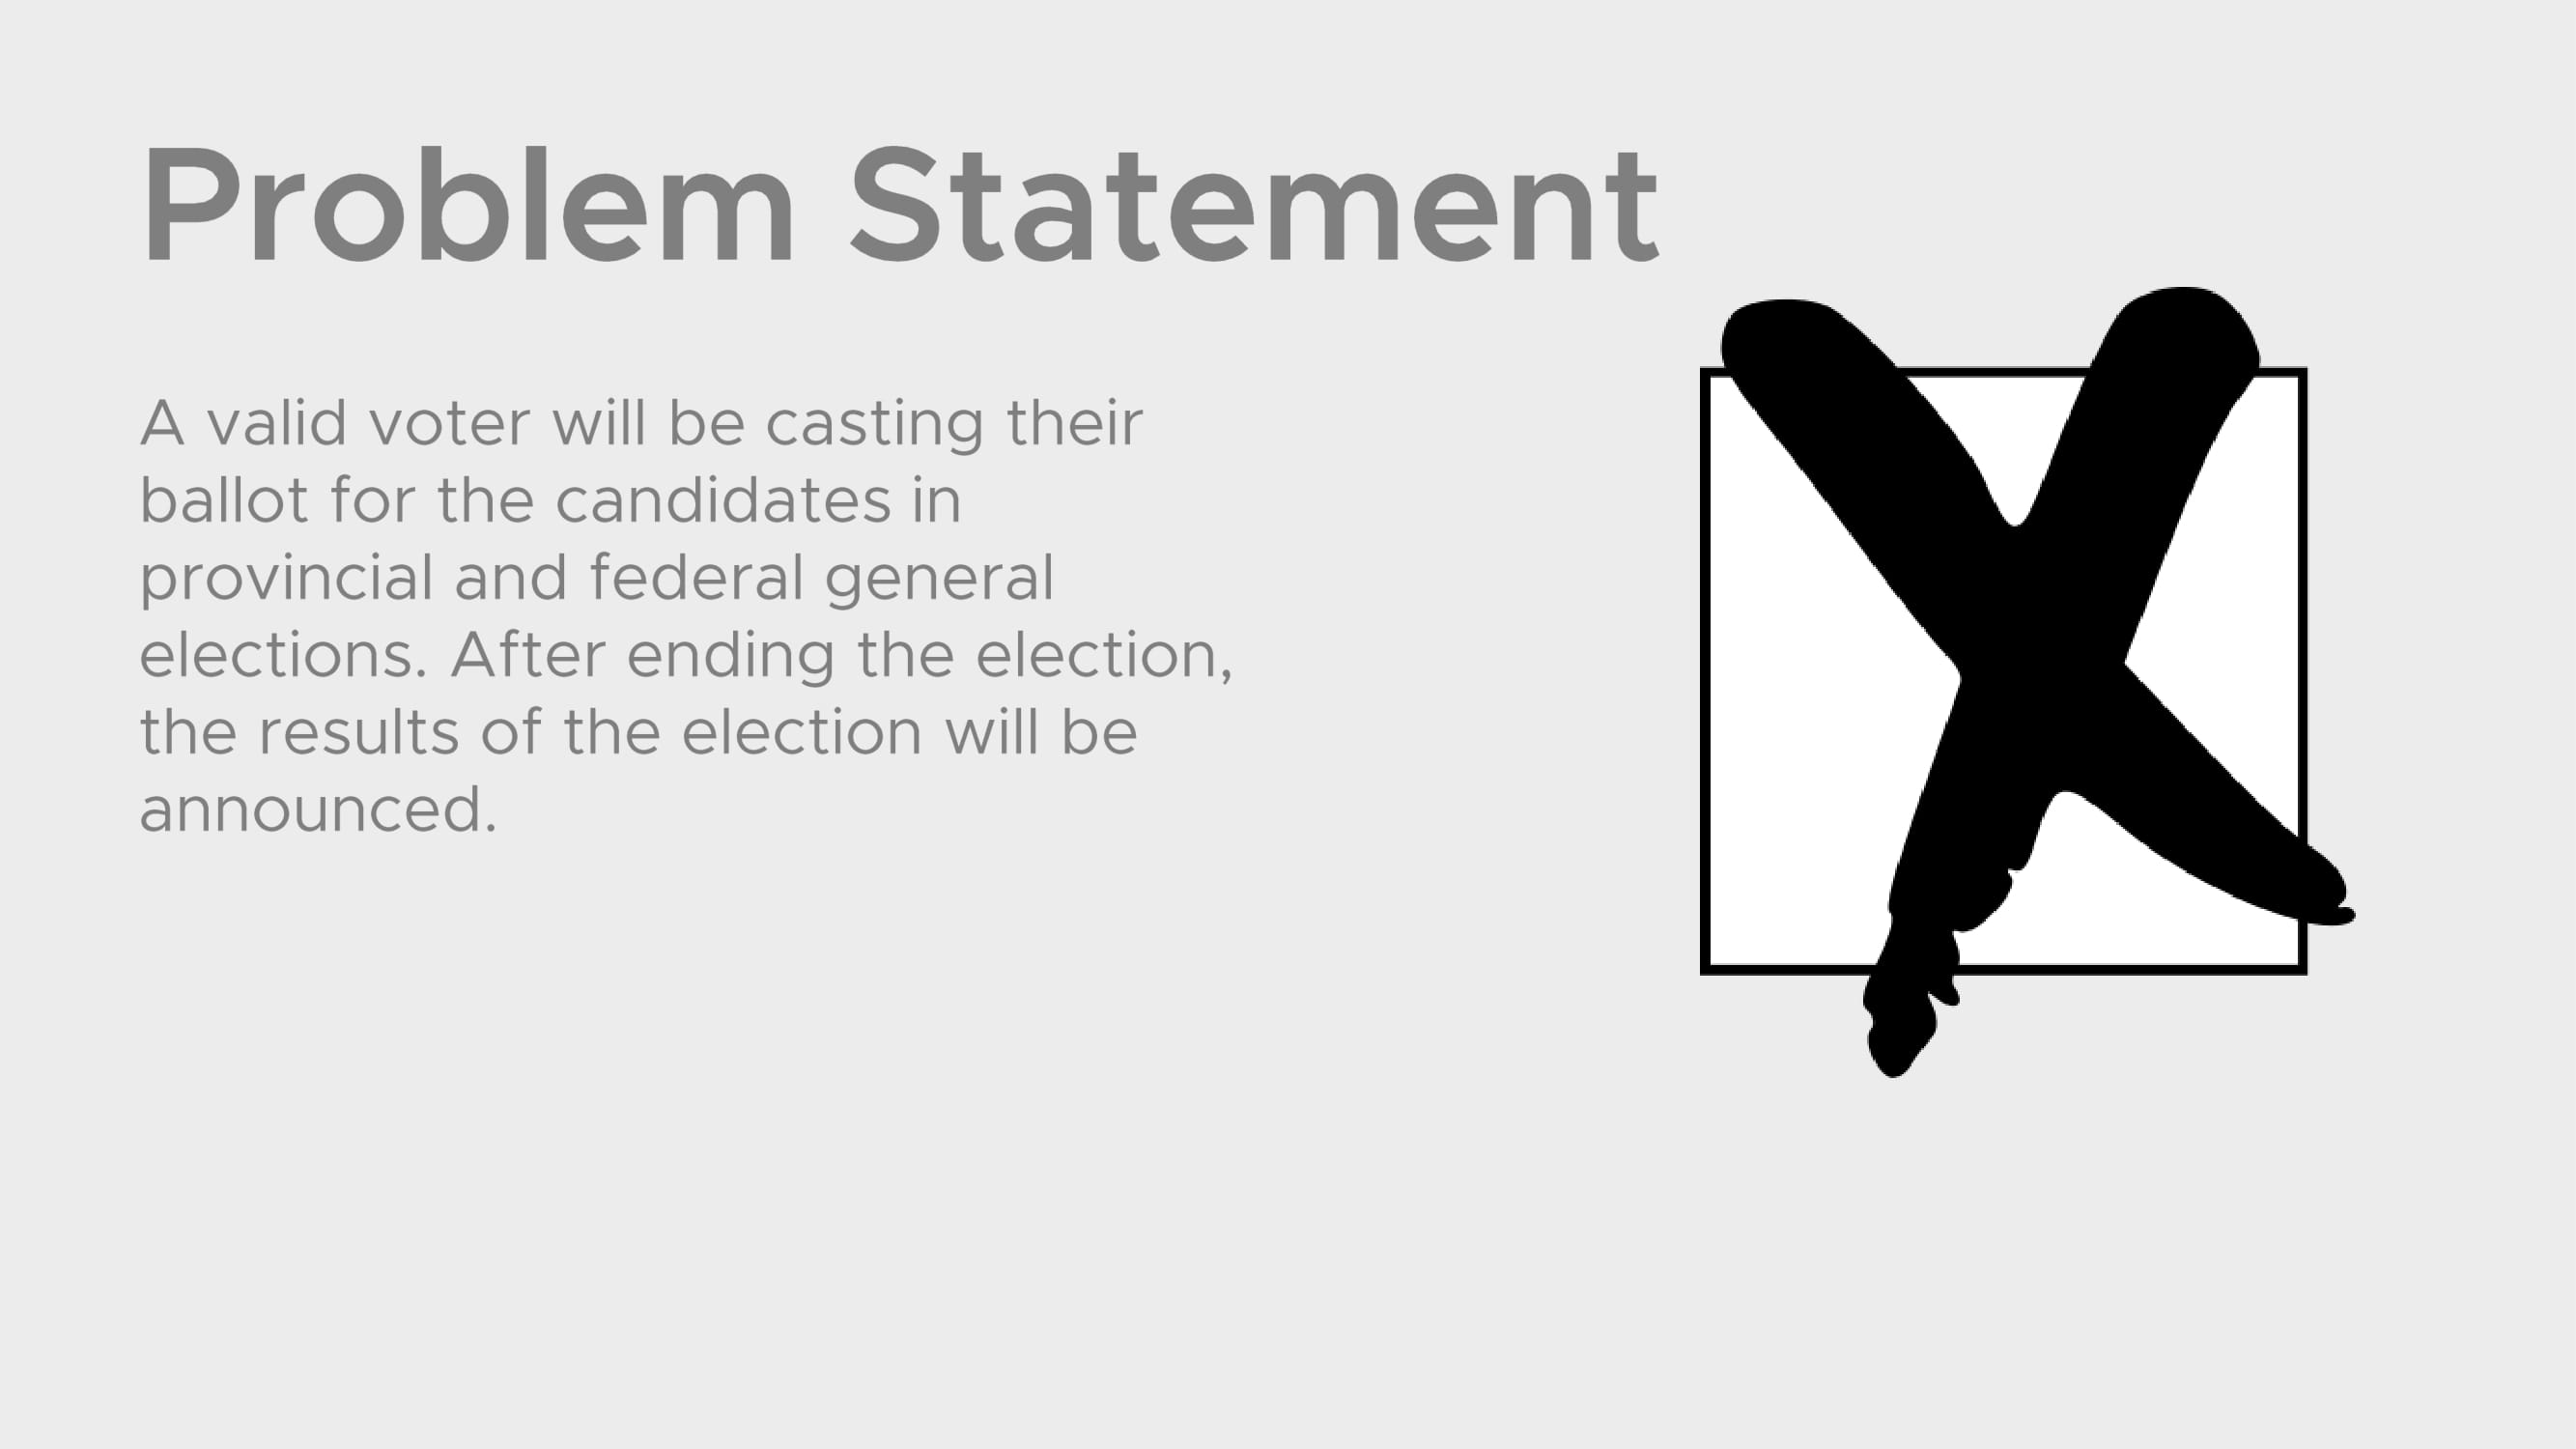 Problem Statement
A valid voter will be casting their
ballot for the candidates in
provincial and federal general
elections. After ending the election,
the results of the election will be
announced.